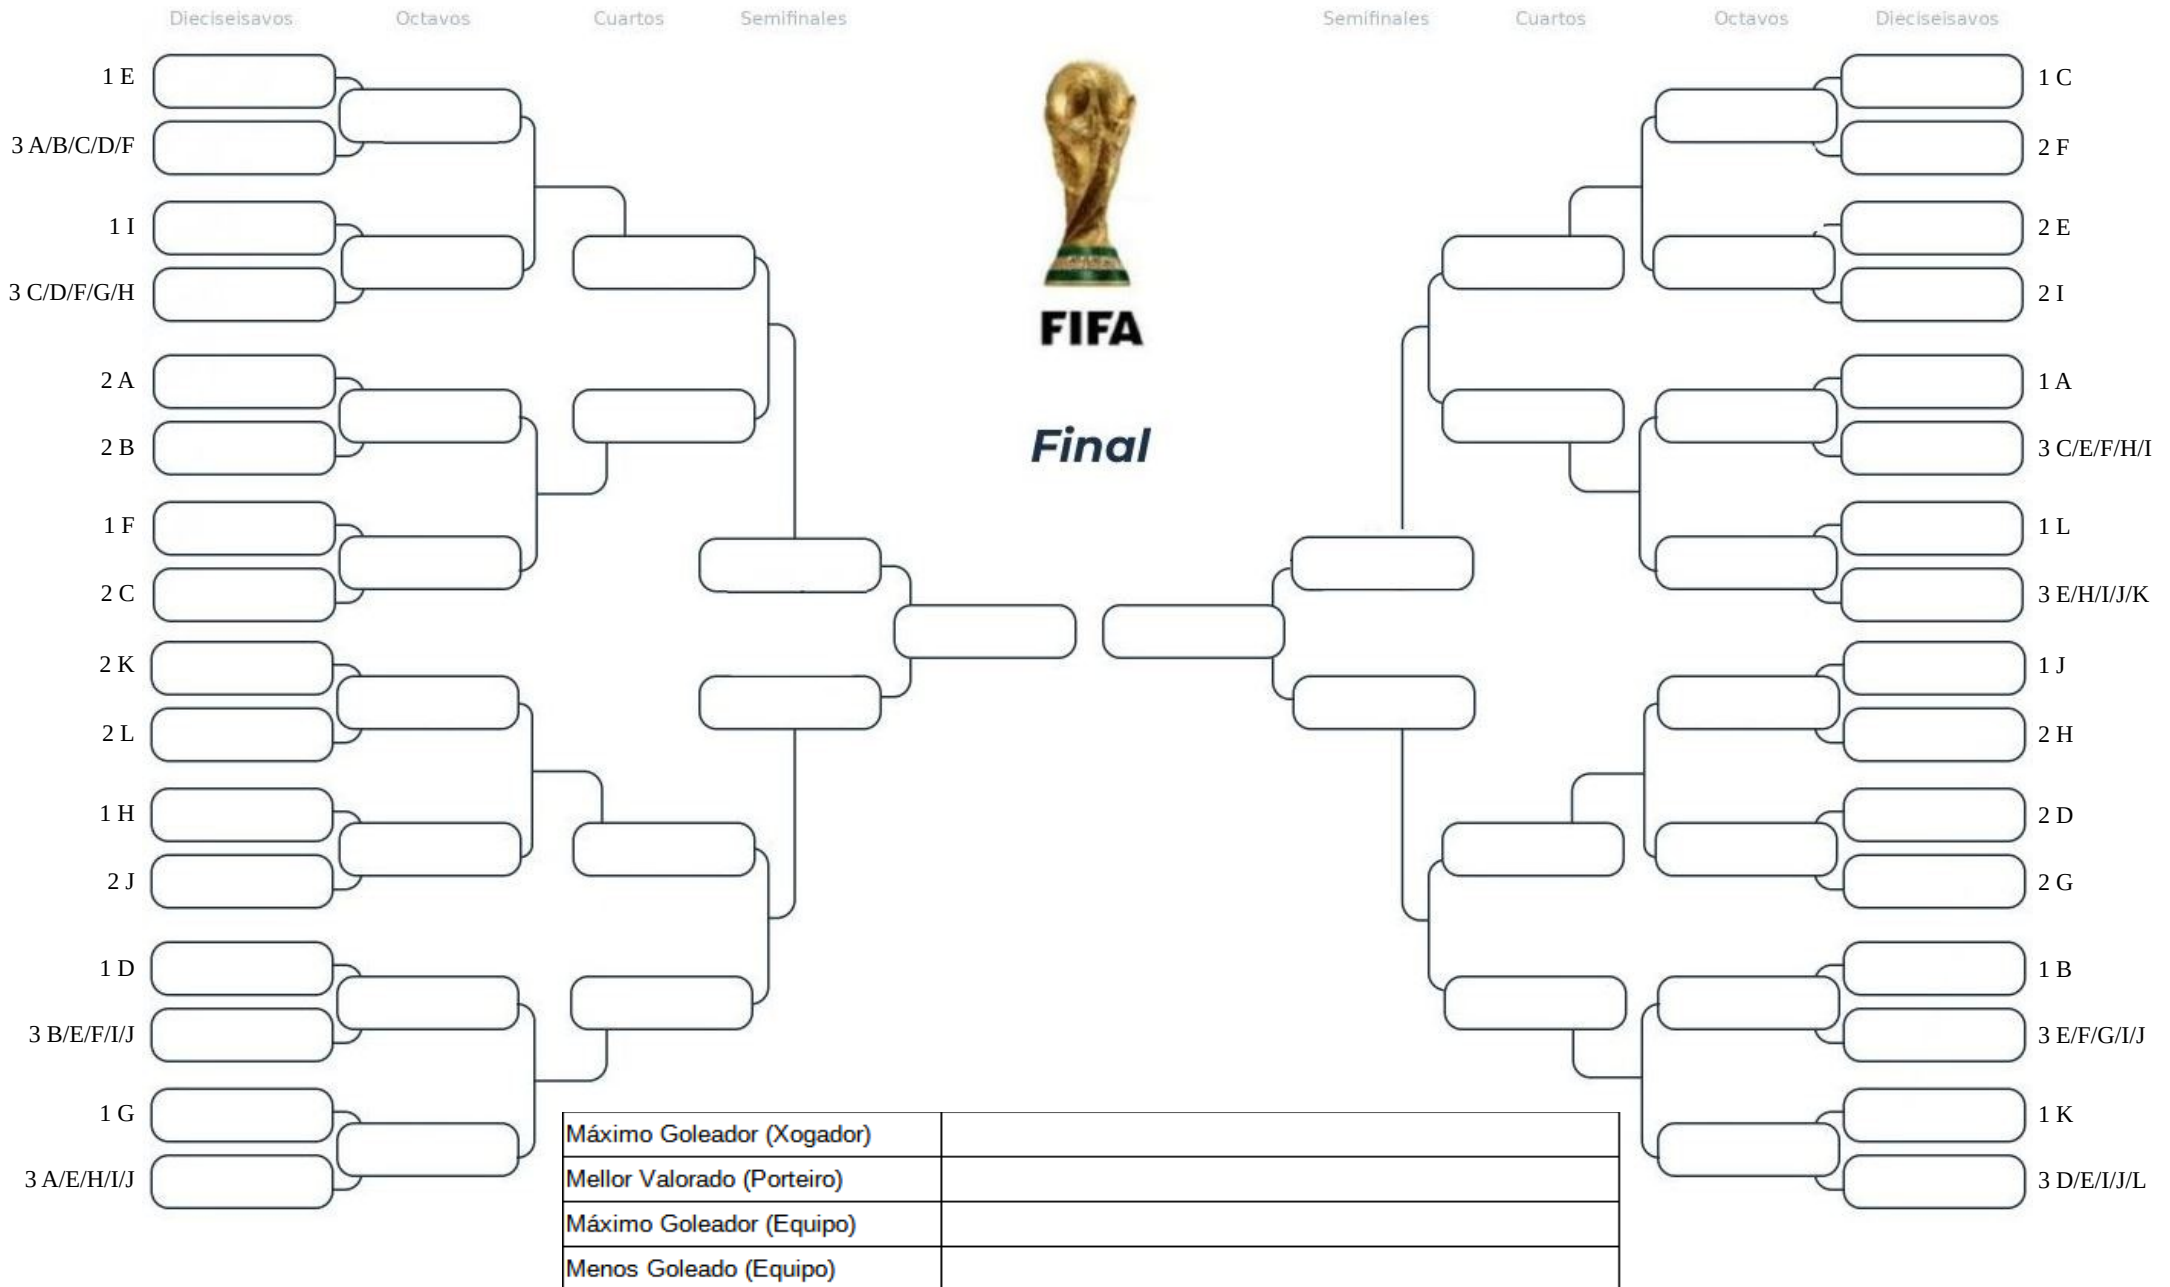 Dieciseisavos Octavos Cuartos Semifinales Semifinales Cuartos Octavos Dieciseisavos
1 E
3 A/B/C/D/F
1 I
3 C/D/F/G/H
2 A
2 B
1 F
2 C
2 K
2 L
1 H
2 J
1 D
3 B/E/F/I/J
1 G
3 A/E/H/I/J
FIFA
Final
1 C
2 F
2 E
2 I
1 A
3 C/E/F/H/I
1 L
3 E/H/I/J/K
1 J
2 H
2 D
2 G
1 B
3 E/F/G/I/J
1 K
3 D/E/I/J/L
Máximo Goleador (Xogador)
Mellor Valorado (Porteiro)
Máximo Goleador (Equipo)
Menos Goleado (Equipo)